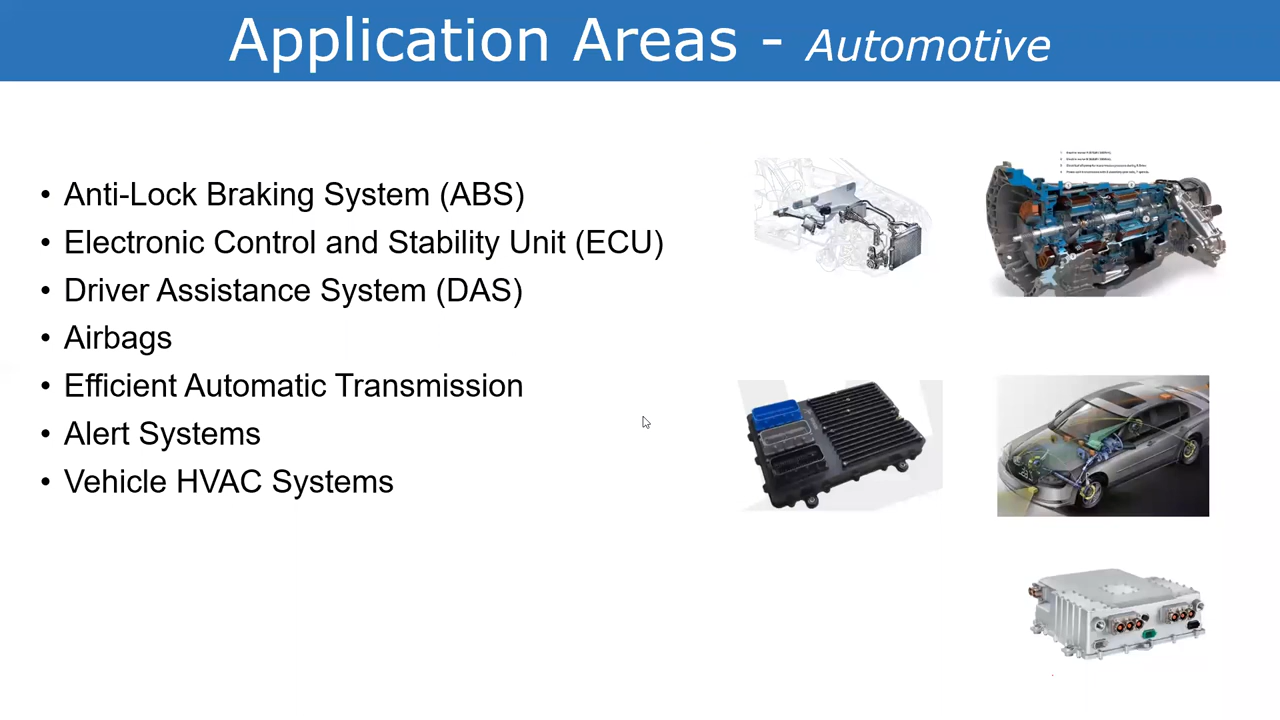 Application Areas - Automotive
• Anti-Lock Braking System (ABS)
• Electronic Control and Stability Unit (ECU)
• Driver Assistance System (DAS)
• Airbags
• Efficient Automatic Transmission
• Alert Systems
• Vehicle HVAC Systems